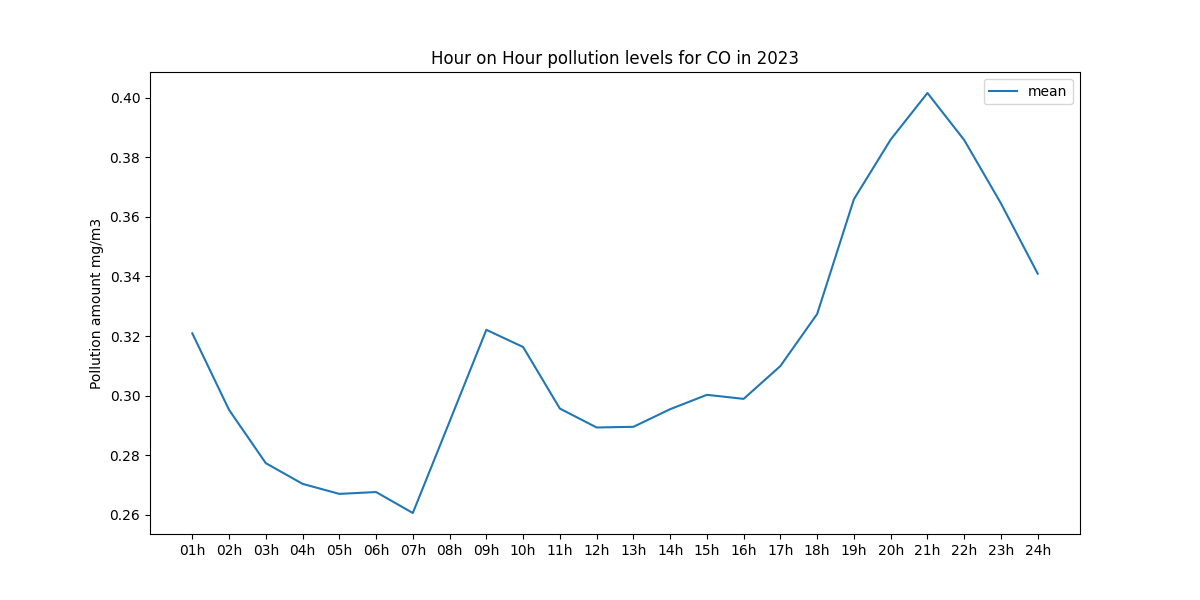 Hour on Hour pollution levels for CO in 2023
mean
Pollution amount mg/m3
0.40
0.38
0.36
0.34
0.32
0.30
0.28
0.26
01h 02h 03h 04h 05h 06h 07h 08h 09h 10h 11h 12h 13h 14h 15h 16h 17h 18h 19h 20h 21h 22h 23h 24h